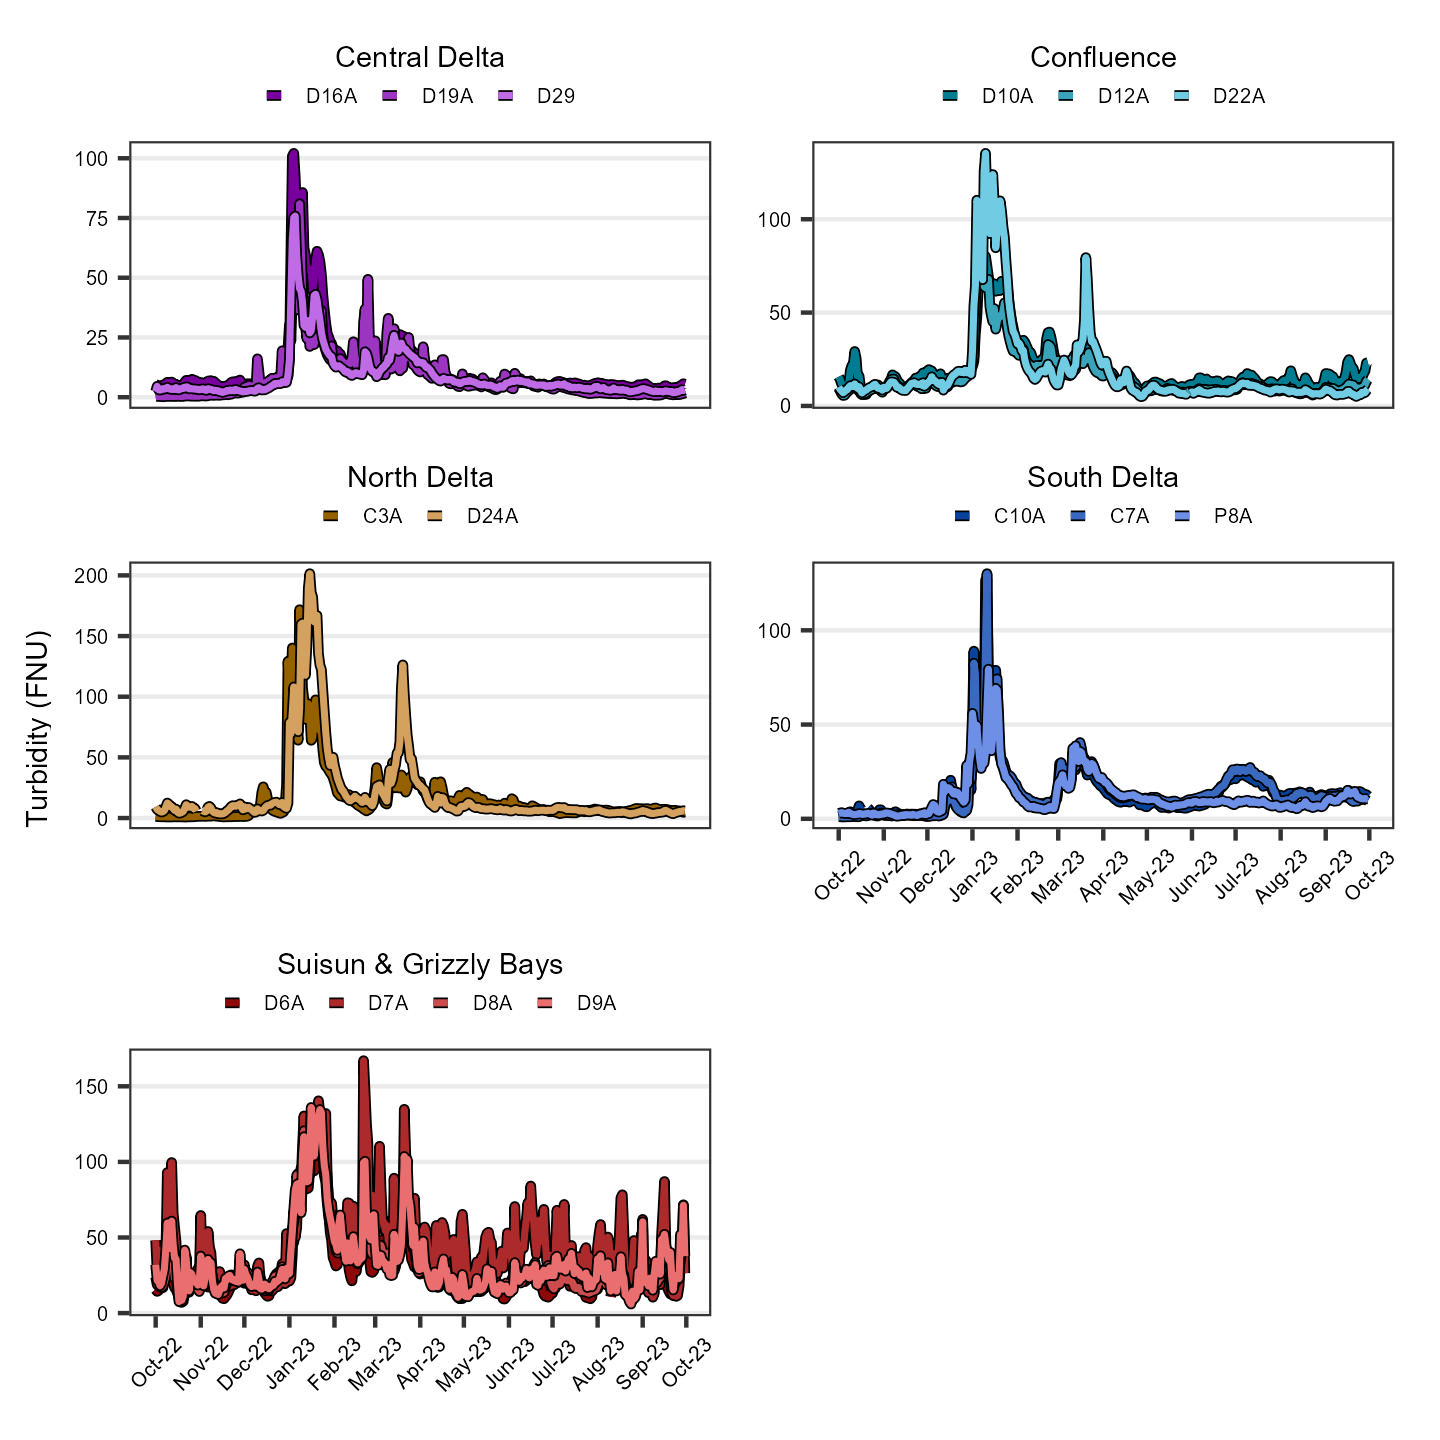 Central Delta
D16A D19A D29
100
75
50
25
0
Confluence
D10A D12A D22A
100
50
0
Turbidity (FNU)
North Delta
C3A D24A
200
150
100
50
0
South Delta
C10A C7A P8A
100
50
0
Oct-22 Nov-22 Dec-22 Jan-23 Feb-23 Mar-23 Apr-23 May-23 Jun-23 Jul-23 Aug-23 Sep-23 Oct-23
Suisun & Grizzly Bays
D6A D7A D8A D9A
150
100
50
0
Oct-22 Nov-22 Dec-22 Jan-23 Feb-23 Mar-23 Apr-23 May-23 Jun-23 Jul-23 Aug-23 Sep-23 Oct-23